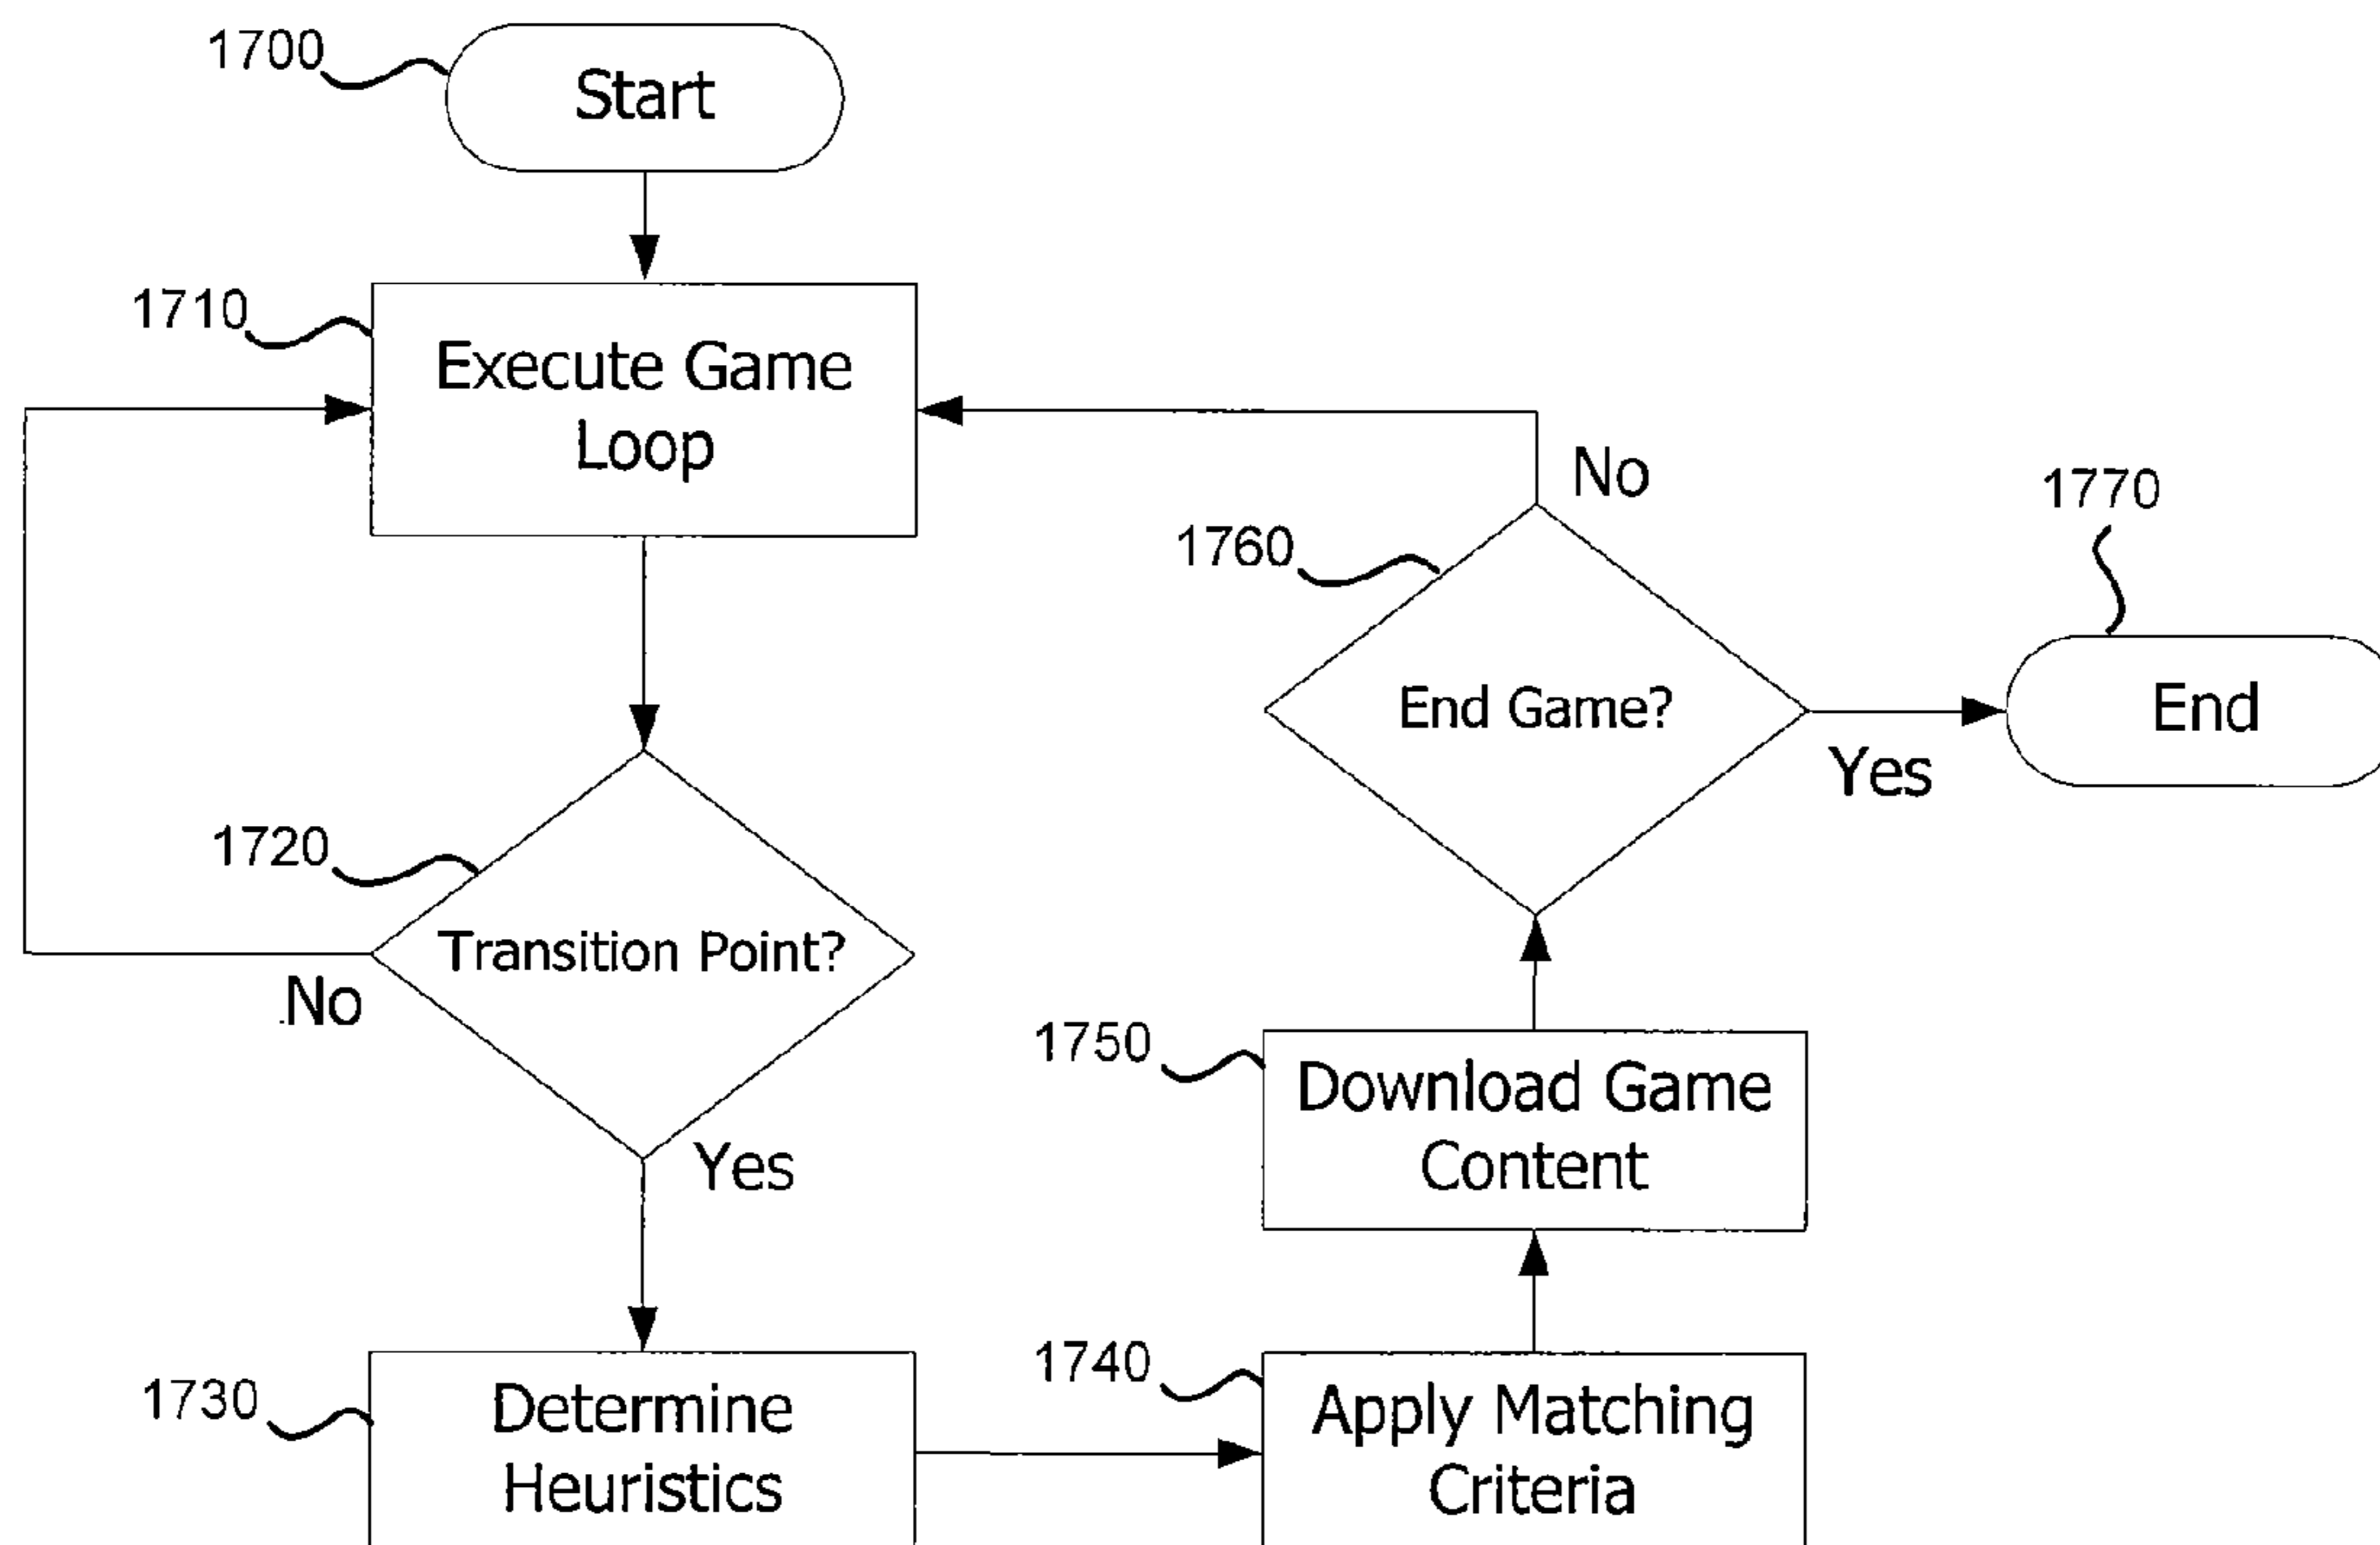 1700
Start
1710
Execute Game
Loop
1720
Transition Point?
No
Yes
1730
Determine
Heuristics
1740
Apply Matching
Criteria
1750
Download Game
Content
1760
End Game?
No
Yes
1770
End